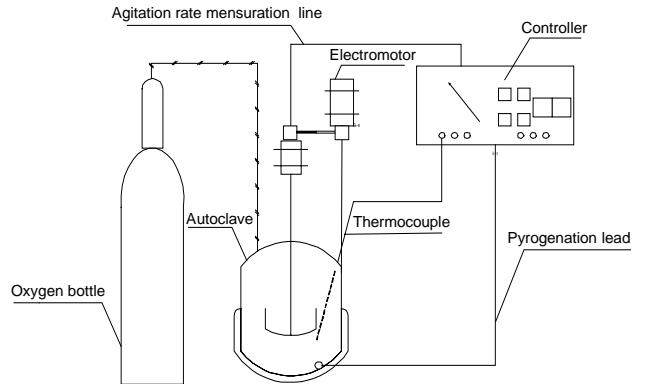 Agitation rate mensuration line
Controller
Electromotor
Autoclave
Thermocouple
Pyrogenation lead
Oxygen bottle